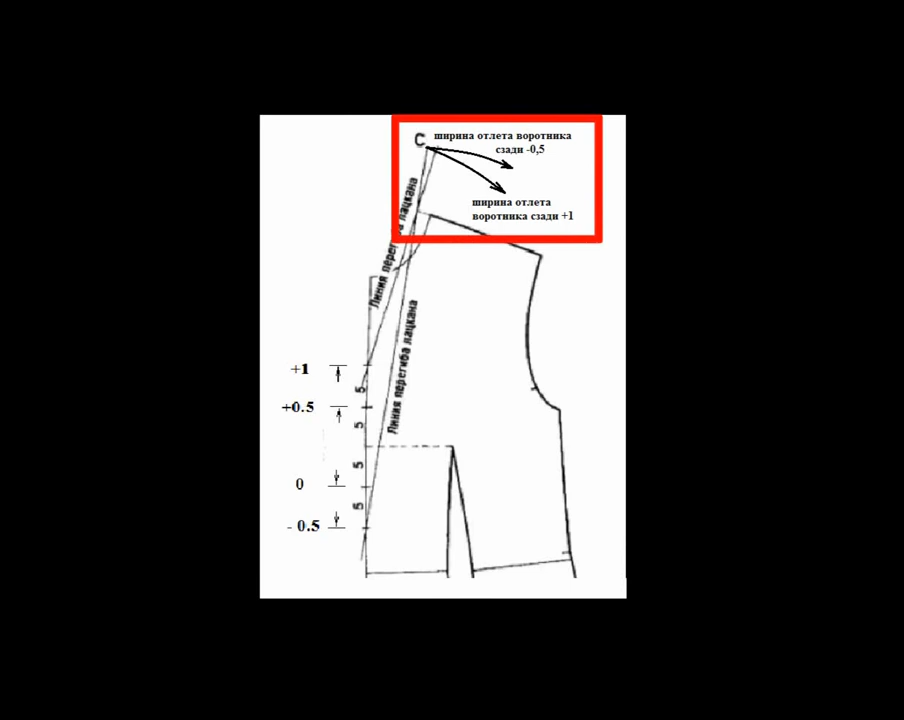 С ширина отлета воротника
сзади -0,5
ширина отлета
воротника сзади +1
Линия перегиба лацкана
Линия перегиба лацкана
+1
5
+0.5
5
5
0
5
- 0.5